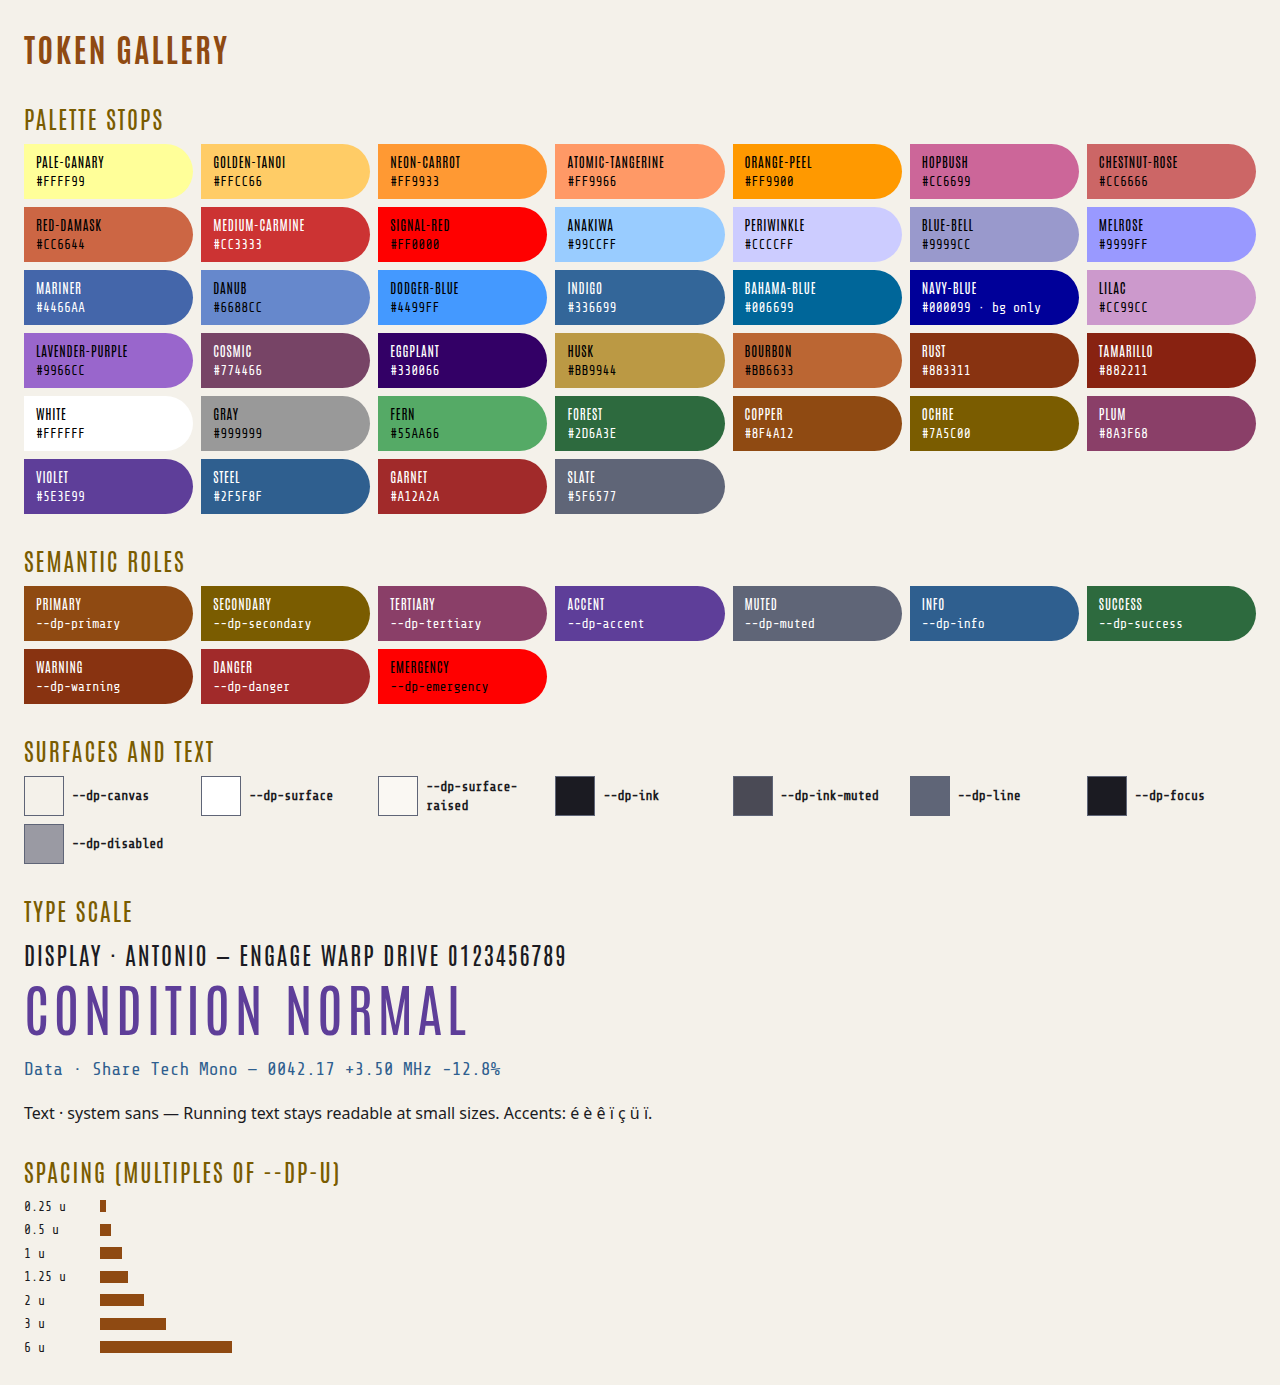 TOKEN GALLERY
PALETTE STOPS
PALE-CANARY GOLDEN-TANOI NEON-CARROT ATOMIC-TANGERINE ORANGE-PEEL HOPBUSH CHESTNUT-ROSE
#FFFF99 #FFCC66 #FF9933 #FF9966 #FF9900 #CC6699 #CC6666
RED-DAMASK MEDIUM-CARMINE SIGNAL-RED ANAKIWA PERIWINKLE BLUE-BELL MELROSE
#CC6644 #CC3333 #FF0000 #99CCFF #CCCCFF #9999CC #9999FF
MARINER DANUB DODGER-BLUE INDIGO BAHAMA-BLUE NAVY-BLUE LILAC
#4466AA #6688CC #4499FF #336699 #006699 #000099 · bg only #CC99CC
LAVENDER-PURPLE COSMIC EGGPLANT HUSK BOURBON RUST TAMARILLO
#9966CC #774466 #330066 #BB9944 #BB6633 #883311 #882211
WHITE GRAY FERN FOREST COPPER OCHRE PLUM
#FFFFFF #999999 #55AA66 #2D6A3E #8F4A12 #7A5C00 #8A3F68
VIOLET STEEL GARNET SLATE
#5E3E99 #2F5F8F #A12A2A #5F6577
SEMANTIC ROLES
PRIMARY SECONDARY TERTIARY ACCENT MUTED INFO SUCCESS
--dp-primary --dp-secondary --dp-tertiary --dp-accent --dp-muted --dp-info --dp-success
WARNING DANGER EMERGENCY
--dp-warning --dp-danger --dp-emergency
SURFACES AND TEXT
--dp-canvas --dp-surface --dp-surface-raised --dp-ink --dp-ink-muted --dp-line --dp-focus
--dp-disabled
TYPE SCALE
DISPLAY · ANTONIO — ENGAGE WARP DRIVE 0123456789
CONDITION NORMAL
Data · Share Tech Mono — 0042.17 +3.50 MHz −12.8%
Text · system sans — Running text stays readable at small sizes. Accents: é è ê ï ç ü ï.
SPACING (MULTIPLES OF --DP-U)
0.25 u
0.5 u
1 u
1.25 u
2 u
3 u
6 u